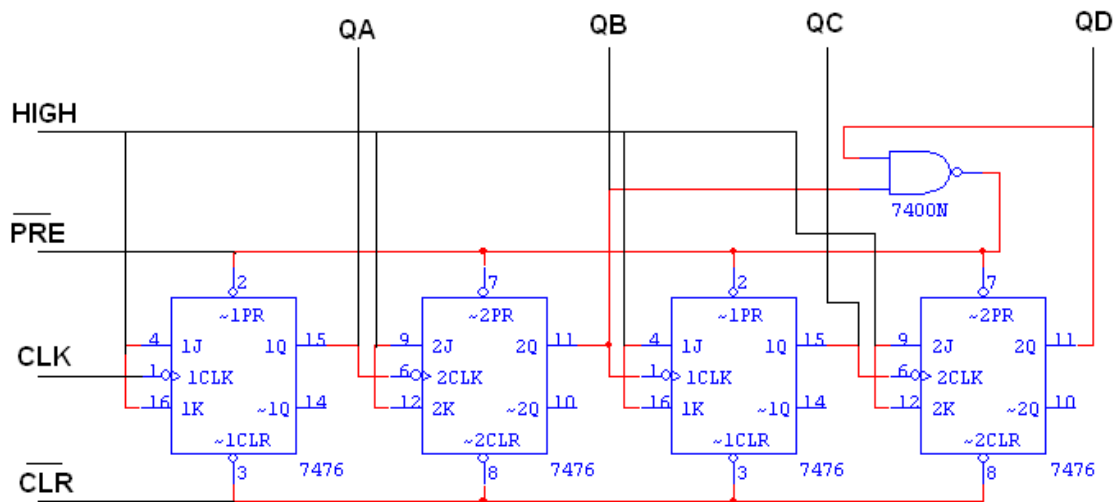 QA QB QC QD
HIGH
7400N
PRE
2 7 2 7
~1PR ~2PR ~1PR ~2PR
4 1J 1Q 15 9 2J 2Q 11 4 1J 1Q 15 9 2J 2Q 11
CLK 1 1CLK 6 2CLK 1 1CLK 6 2CLK
16 1K ~1Q 14 12 2K ~2Q 10 16 1K ~1Q 14 12 2K ~2Q 10
~1CLR ~2CLR ~1CLR ~2CLR
3 7476 8 7476 3 7476 8 7476
CLR